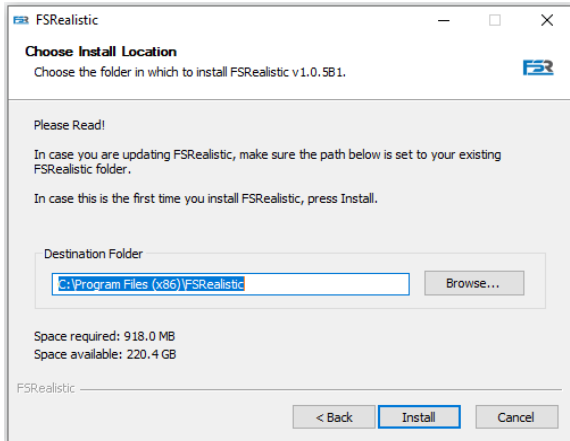 FSRealistic
Choose Install Location
Choose the folder in which to install FSRealistic v1.0.5B1.
FSR
Please Read!
In case you are updating FSRealistic, make sure the path below is set to your existing
FSRealistic folder.
In case this is the first time you install FSRealistic, press Install.
Destination Folder
C:\Program Files (x86)\FSRealistic
Browse...
Space required: 918.0 MB
Space available: 220.4 GB
FSRealistic
< Back
Install
Cancel